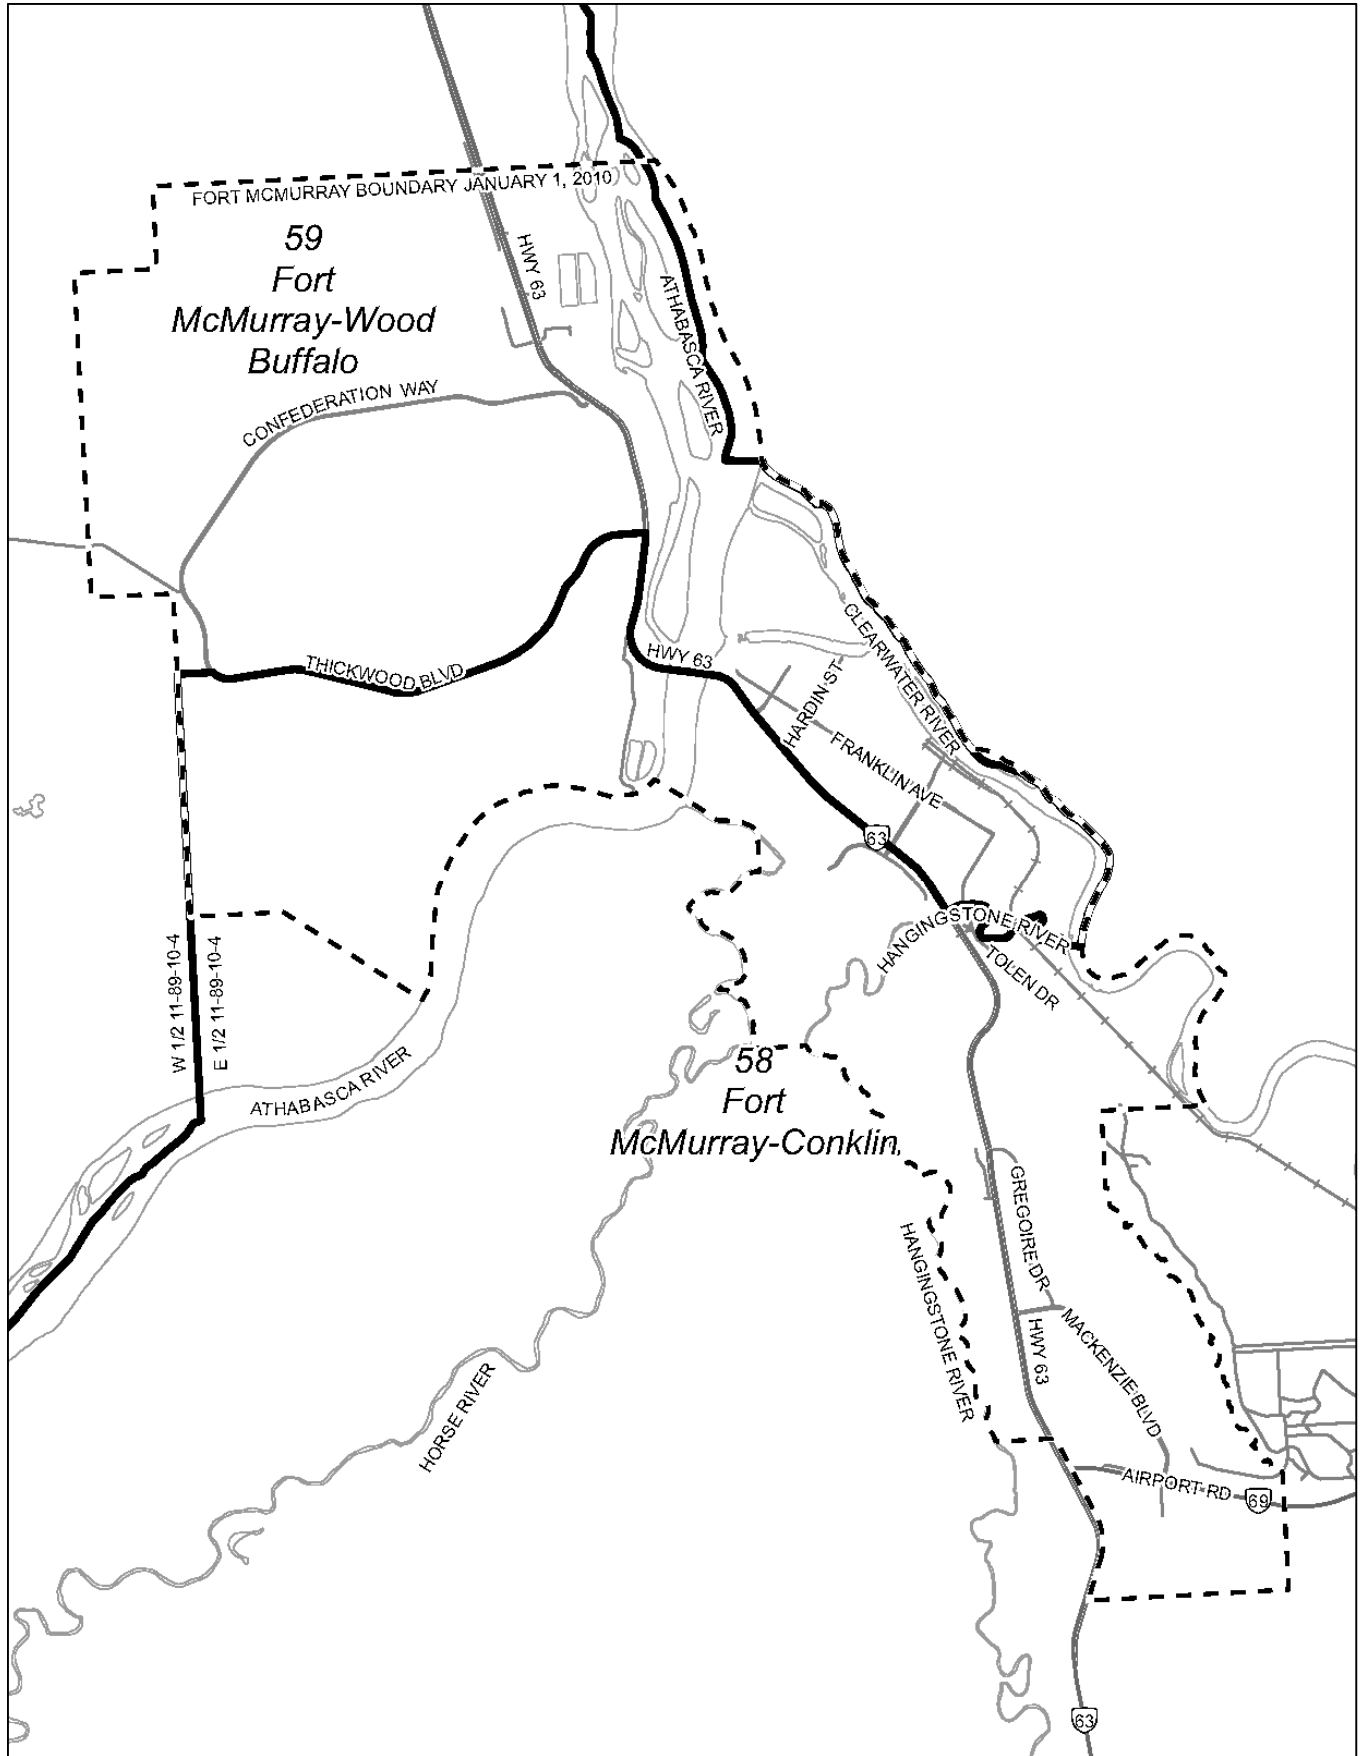 FORT MCMURRAY BOUNDARY JANUARY 1, 2010
59
Fort
McMurray-Wood
Buffalo
HWY 63
ATHABASCA RIVER
CONFEDERATION WAY
THICKWOOD BLVD
HWY 63
CLEARWATER RIVER
HARDIN ST
FRANKLIN AVE
63
HANGINGSTONE RIVER
TOLEN DR
W 1/2 11-89-10-4
E 1/2 11-89-10-4
ATHABASCA RIVER
58
Fort
McMurray-Conklin
GREGOIRE DR
HANGINGSTONE RIVER
HWY 63
MACKENZIE BLVD
HORSE RIVER
AIRPORT RD
69
63